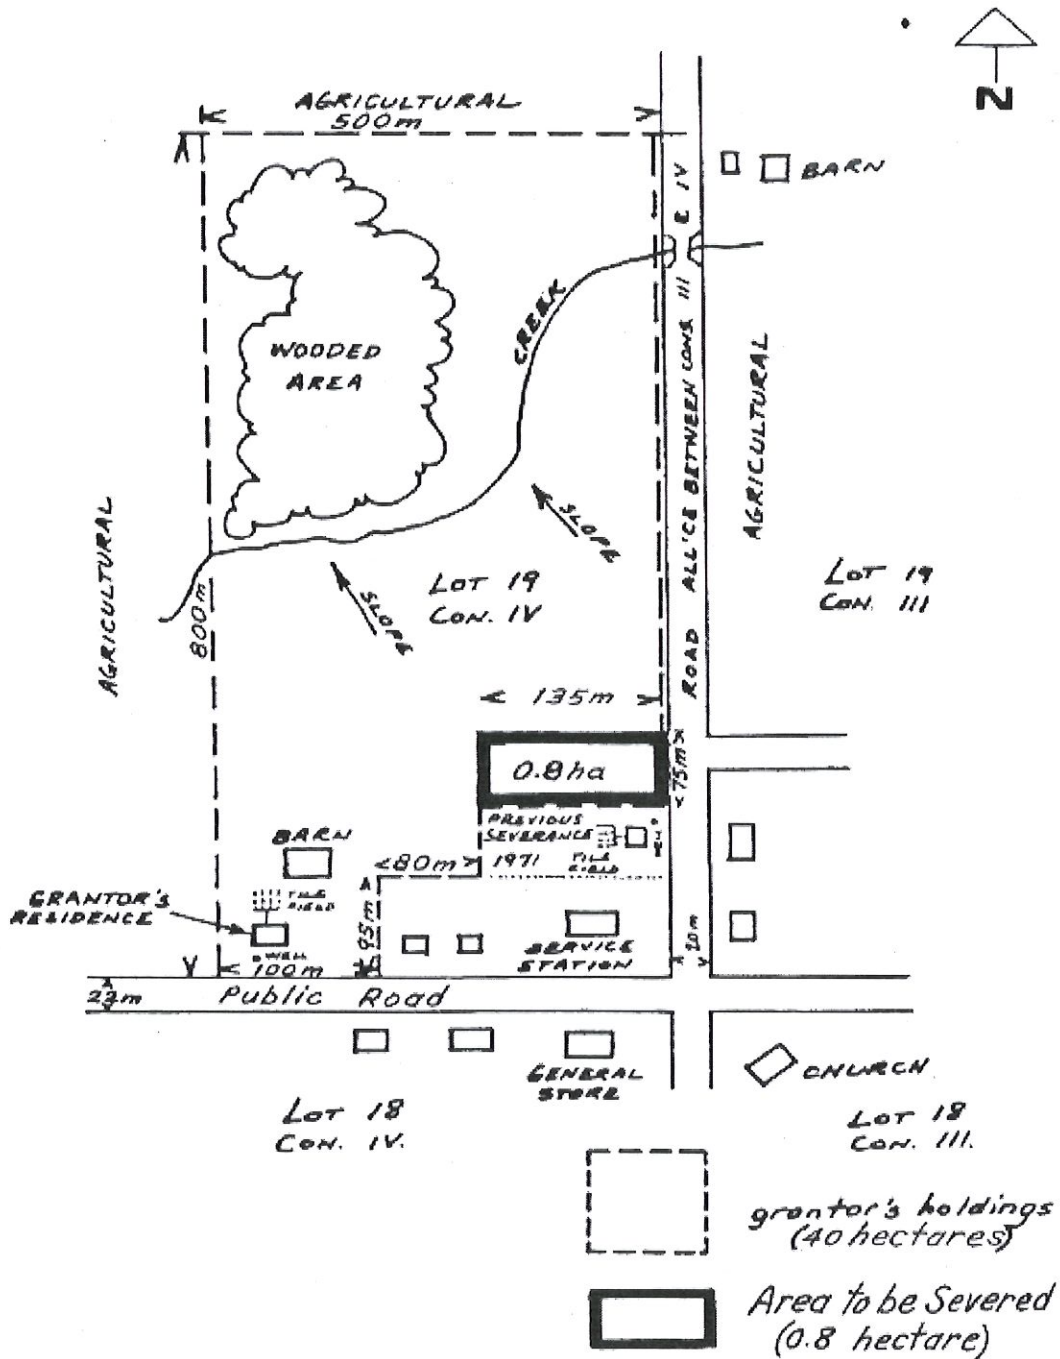 N
AGRICULTURAL
500m
BARN
WOODED
AREA
CREEK
ROAD ALL'CE BETWEEN CONS III & IV
AGRICULTURAL
AGRICULTURAL
SLOPE
SLOPE
LOT 19
CON. IV
LOT 19
CON. III
800m
135m
0.8ha
75m
PREVIOUS
SEVERANCE
1971
TILE
FIELD
WELL
BARN
80m
GRANTOR'S
RESIDENCE
TILE
FIELD
95m
SERVICE
STATION
20m
WELL
100m
23m
Public Road
GENERAL
STORE
CHURCH
LOT 18
CON. IV.
LOT 18
CON. III.
grantor's holdings
(40 hectares)
Area to be Severed
(0.8 hectare)